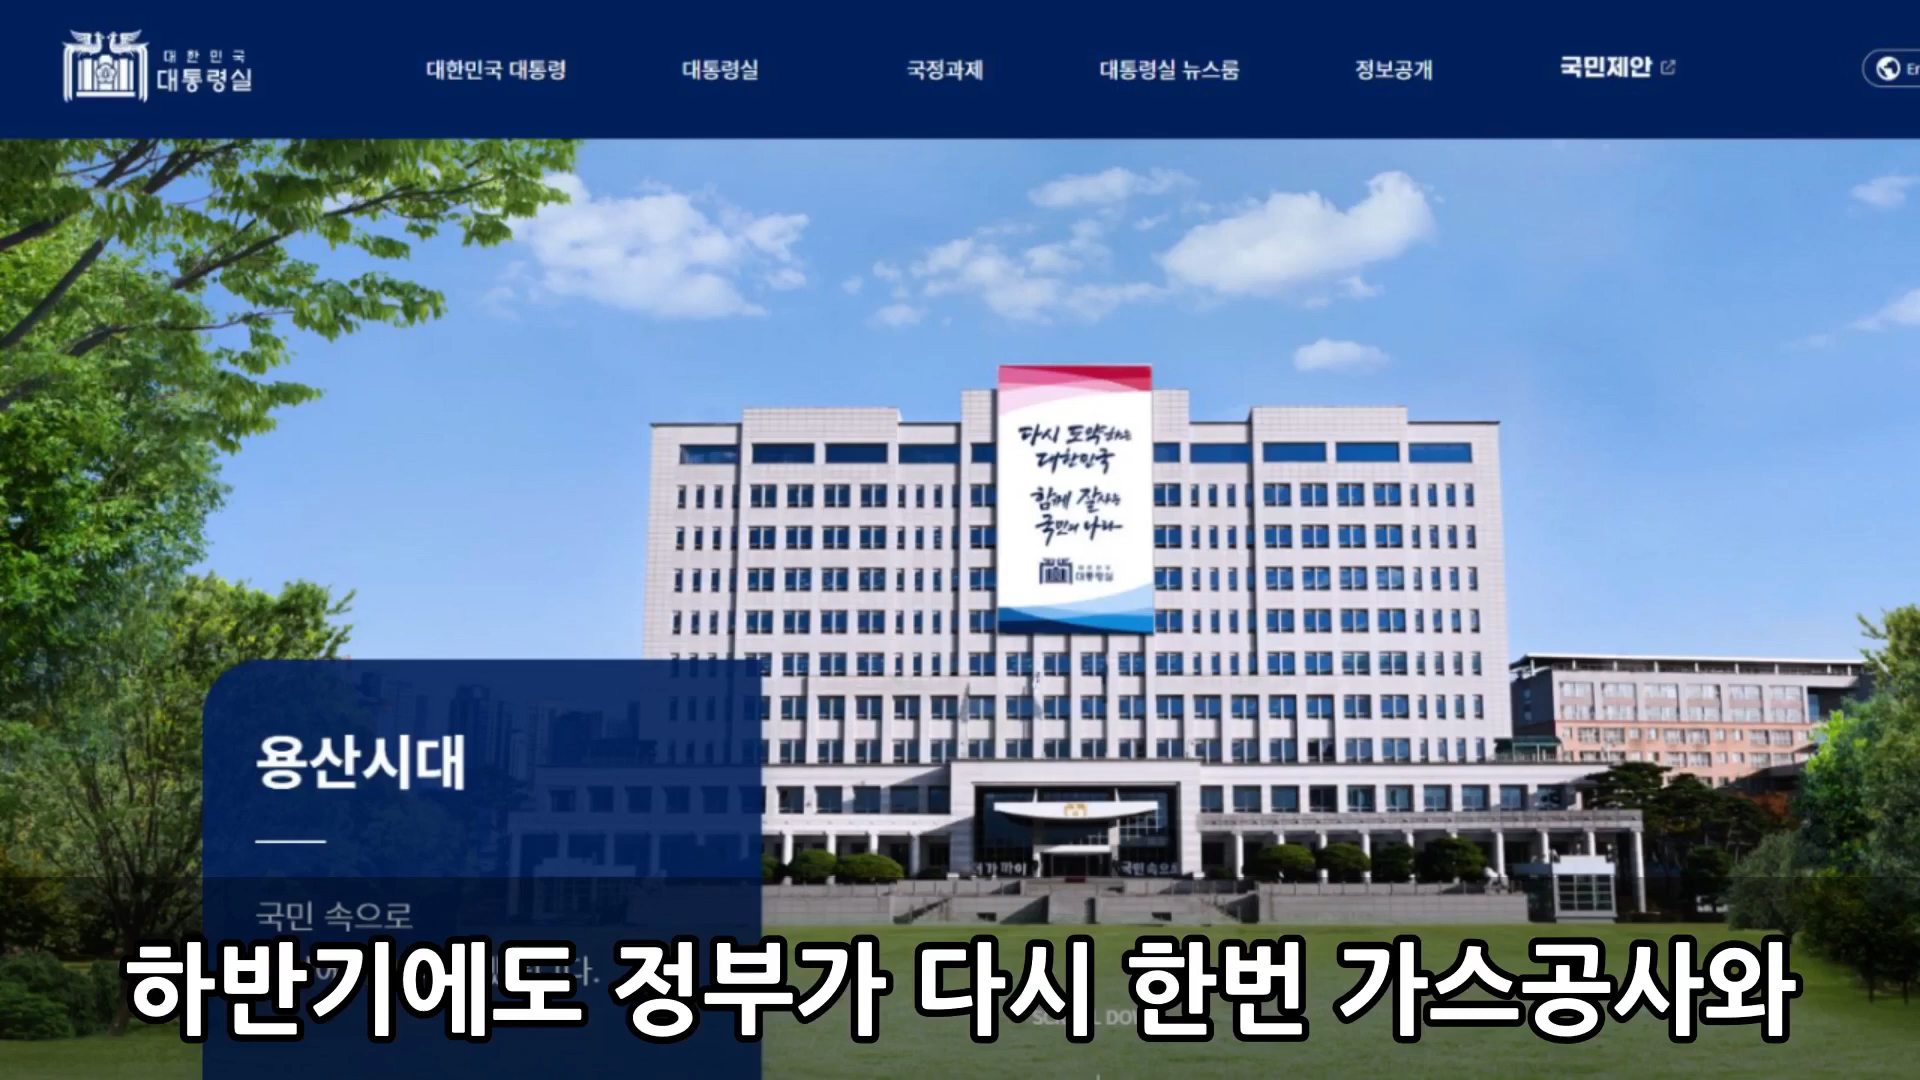 대한민국
대통령실
대한민국 대통령
대통령실
국정과제
대통령실 뉴스룸
정보공개
국민제안
다시 도약하는
대한민국
함께 잘사는
국민의 나라
대한민국
대통령실
용산시대
국민 속으로
하반기에도 정부가 다시 한번 가스공사와